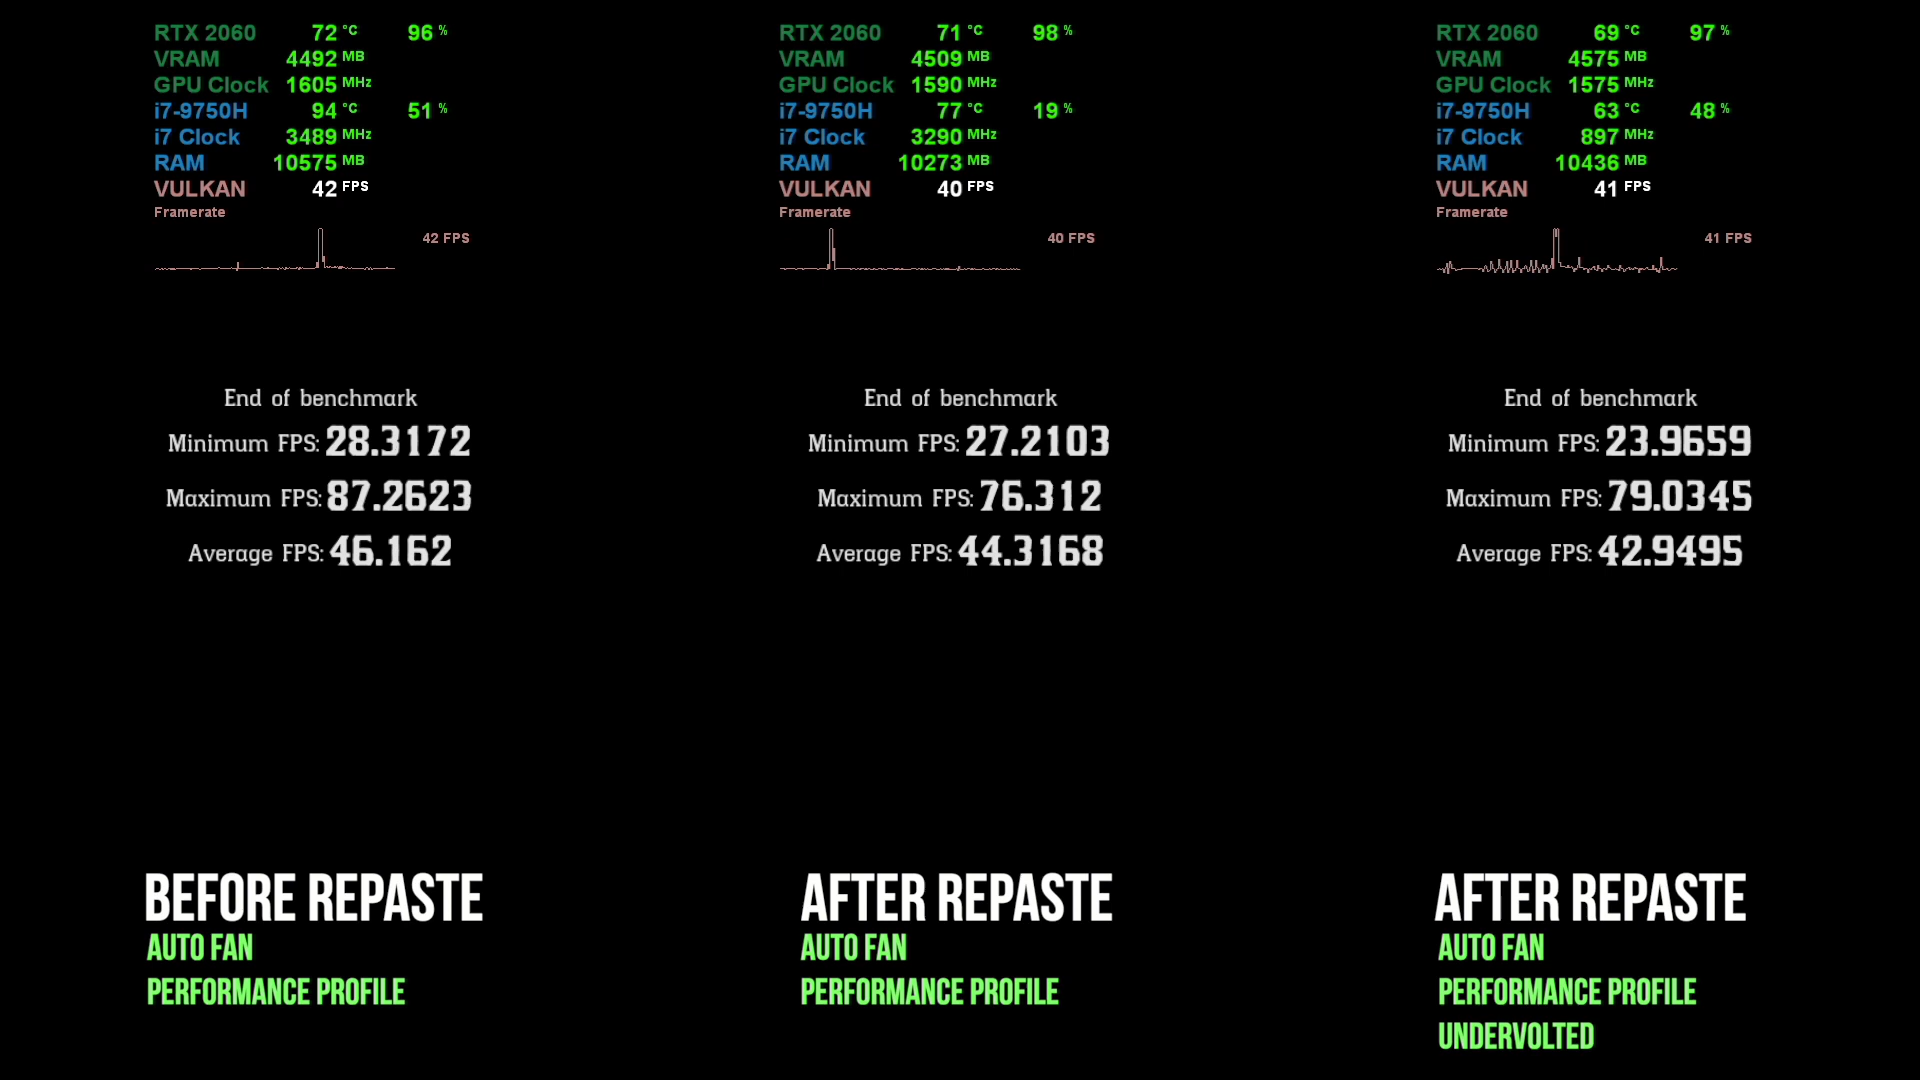 RTX 2060 72 °C 96 %
VRAM 4492 MB
GPU Clock 1605 MHz
i7-9750H 94 °C 51 %
i7 Clock 3489 MHz
RAM 10575 MB
VULKAN 42 FPS
Framerate
42 FPS
End of benchmark
Minimum FPS: 28.3172
Maximum FPS: 87.2623
Average FPS: 46.162
BEFORE REPASTE
AUTO FAN
PERFORMANCE PROFILE
RTX 2060 71 °C 98 %
VRAM 4509 MB
GPU Clock 1590 MHz
i7-9750H 77 °C 19 %
i7 Clock 3290 MHz
RAM 10273 MB
VULKAN 40 FPS
Framerate
40 FPS
End of benchmark
Minimum FPS: 27.2103
Maximum FPS: 76.312
Average FPS: 44.3168
AFTER REPASTE
AUTO FAN
PERFORMANCE PROFILE
RTX 2060 69 °C 97 %
VRAM 4575 MB
GPU Clock 1575 MHz
i7-9750H 63 °C 48 %
i7 Clock 897 MHz
RAM 10436 MB
VULKAN 41 FPS
Framerate
41 FPS
End of benchmark
Minimum FPS: 23.9659
Maximum FPS: 79.0345
Average FPS: 42.9495
AFTER REPASTE
AUTO FAN
PERFORMANCE PROFILE
UNDERVOLTED